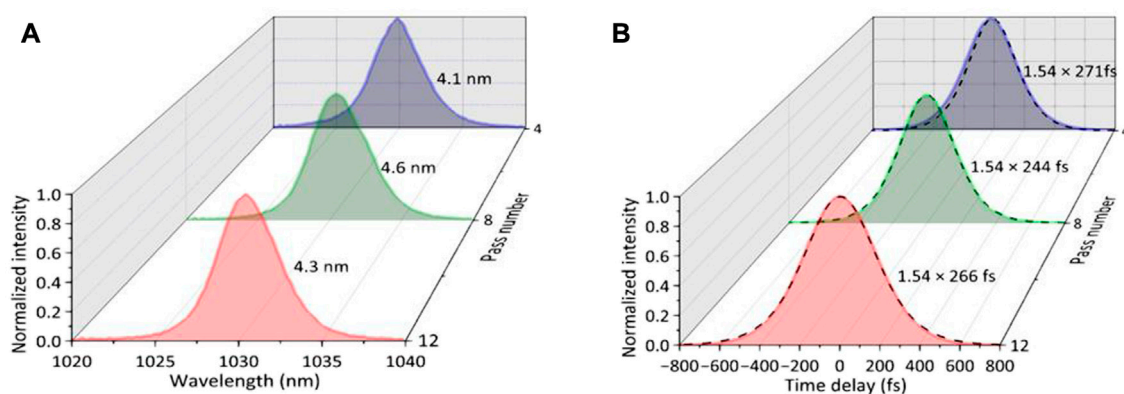 A
4.1 nm
4
4.6 nm
8
Pass number
4.3 nm
12
Normalized intensity
1.0
0.8
0.6
0.4
0.2
0.0
1020
1025
1030
1035
1040
Wavelength (nm)
B
1.54 × 271fs
4
1.54 × 244 fs
8
Pass number
1.54 × 266 fs
12
Normalized intensity
1.0
0.8
0.6
0.4
0.2
0.0
−800 −600 −400 −200 0 200 400 600 800
Time delay (fs)